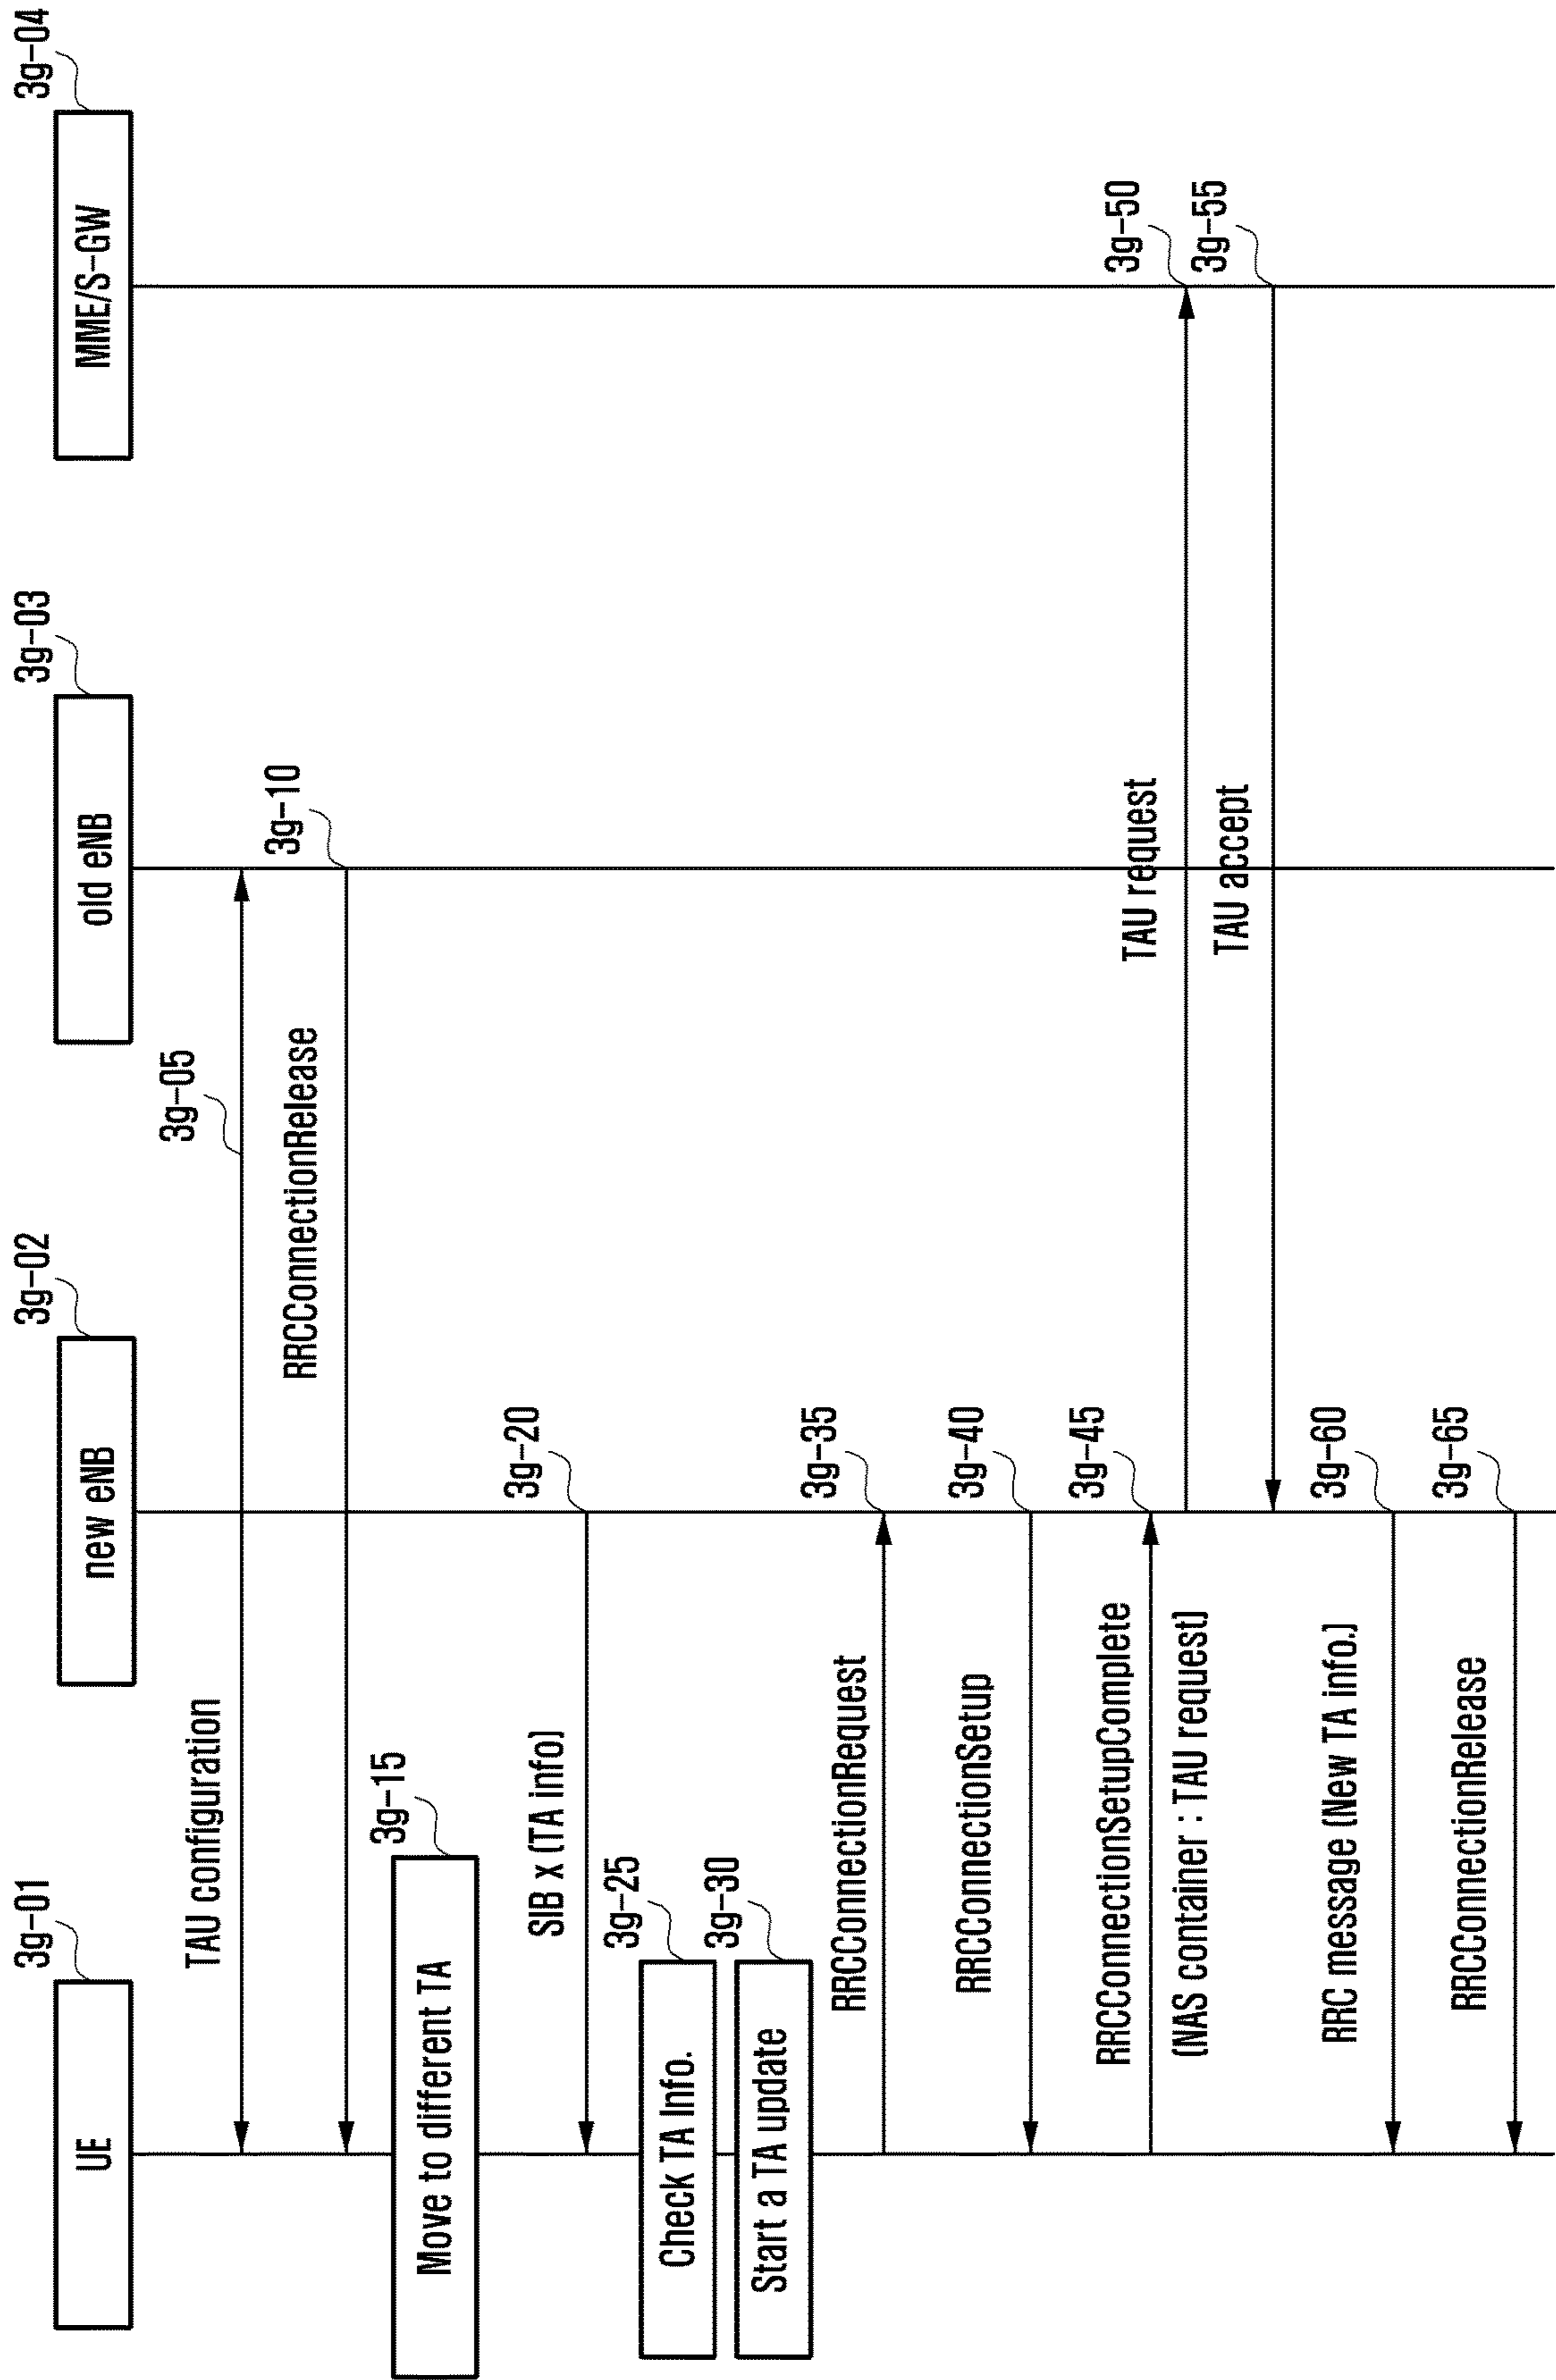 UE
3g-01
new eNB
3g-02
old eNB
3g-03
MME/S-GW
3g-04
TAU configuration
3g-05
RRCConnectionRelease
3g-10
Move to different TA
3g-15
SIB x (TA info)
3g-20
Check TA Info.
3g-25
Start a TA update
3g-30
RRCConnectionRequest
3g-35
RRCConnectionSetup
3g-40
RRCConnectionSetupComplete
(NAS container : TAU request)
3g-45
TAU request
3g-50
TAU accept
3g-55
RRC message (New TA info.)
3g-60
RRCConnectionRelease
3g-65